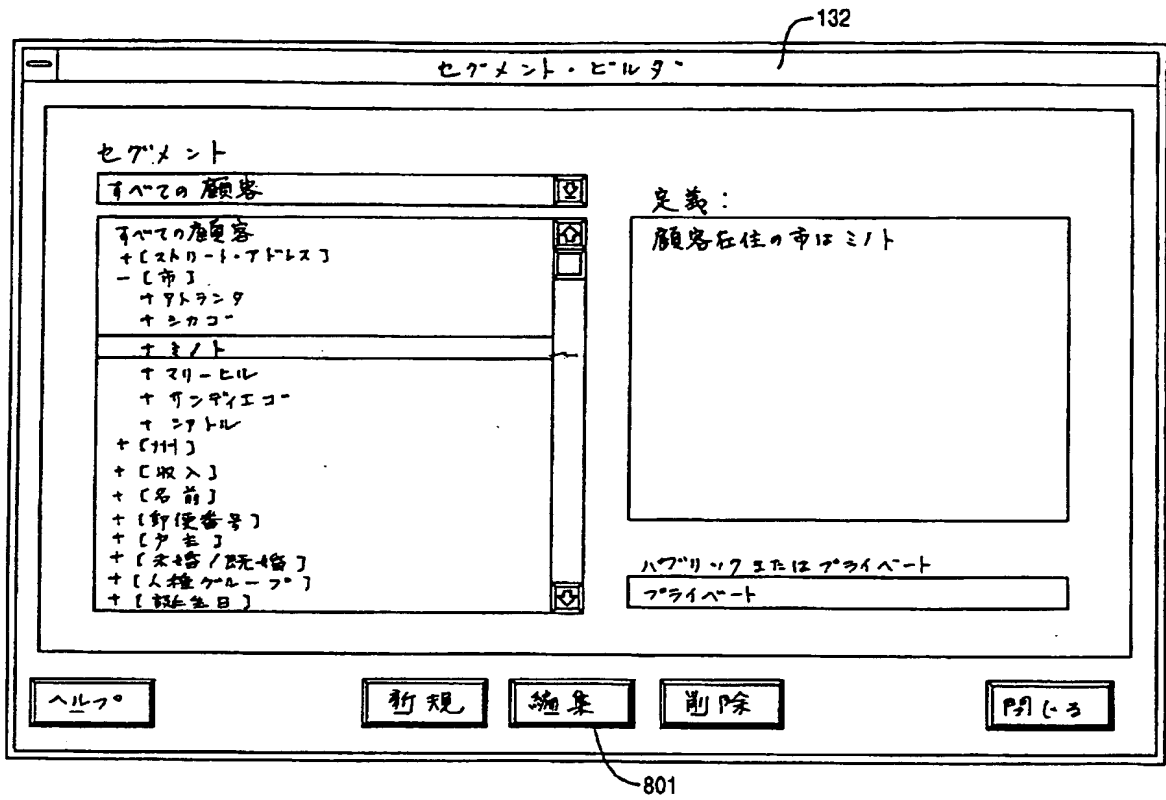 132
セグメント・ビルダ
セグメント
すべての顧客
すべての顧客
+[ストリート・アドレス]
-[市]
+アトランタ
+シカゴ
+ミノト
+マリービル
+サンディエゴ
+シアトル
+[州]
+[収入]
+[名前]
+[郵便番号]
+[戸主]
+[未婚/既婚]
+[人種グループ]
+[誕生日]
定義:
顧客在住の市はミノト
パブリックまたはプライベート
プライベート
ヘルプ
新規
編集
削除
閉じる
801